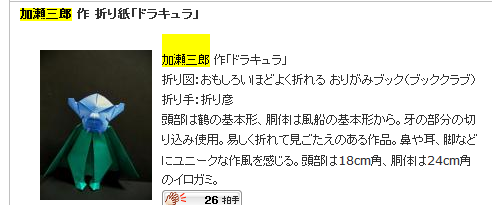 加瀬三郎 作 折り紙「ドラキュラ」
加瀬三郎 作「ドラキュラ」
折り図：おもしろいほどよく折れる おりがみブック（ブッククラブ）
折り手：折り彦
頭部は鶴の基本形、胴体は風船の基本形から。牙の部分の切
り込み使用。易しく折れて見ごたえのある作品。鼻や耳、脚など
にユニークな作風を感じる。頭部は18cm角、胴体は24cm角
のイロガミ。
26 拍手